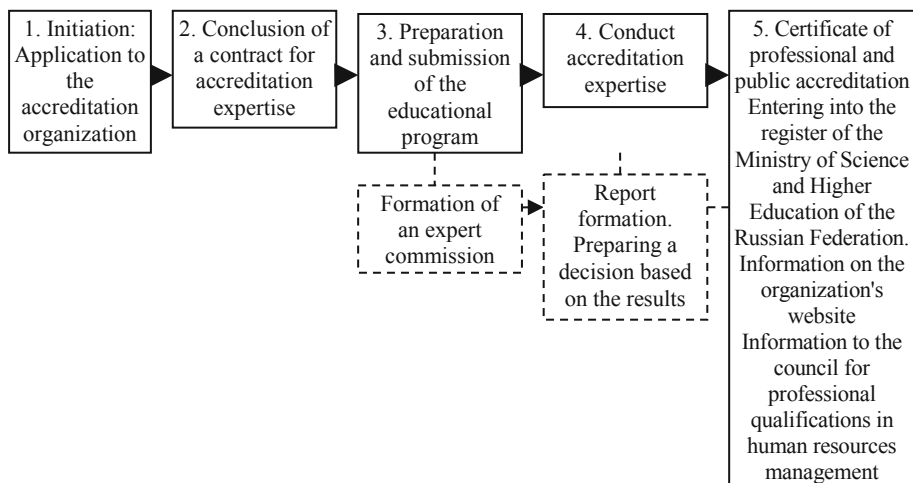 1. Initiation:
Application to
the
accreditation
organization
2. Conclusion of
a contract for
accreditation
expertise
3. Preparation
and submission
of the
educational
program
4. Conduct
accreditation
expertise
5. Certificate of
professional and
public accreditation
Entering into the
register of the
Ministry of Science
and Higher
Education of the
Russian Federation.
Information on the
organization's
website
Information to the
council for
professional
qualifications in
human resources
management
Formation of
an expert
commission
Report
formation.
Preparing a
decision based
on the results